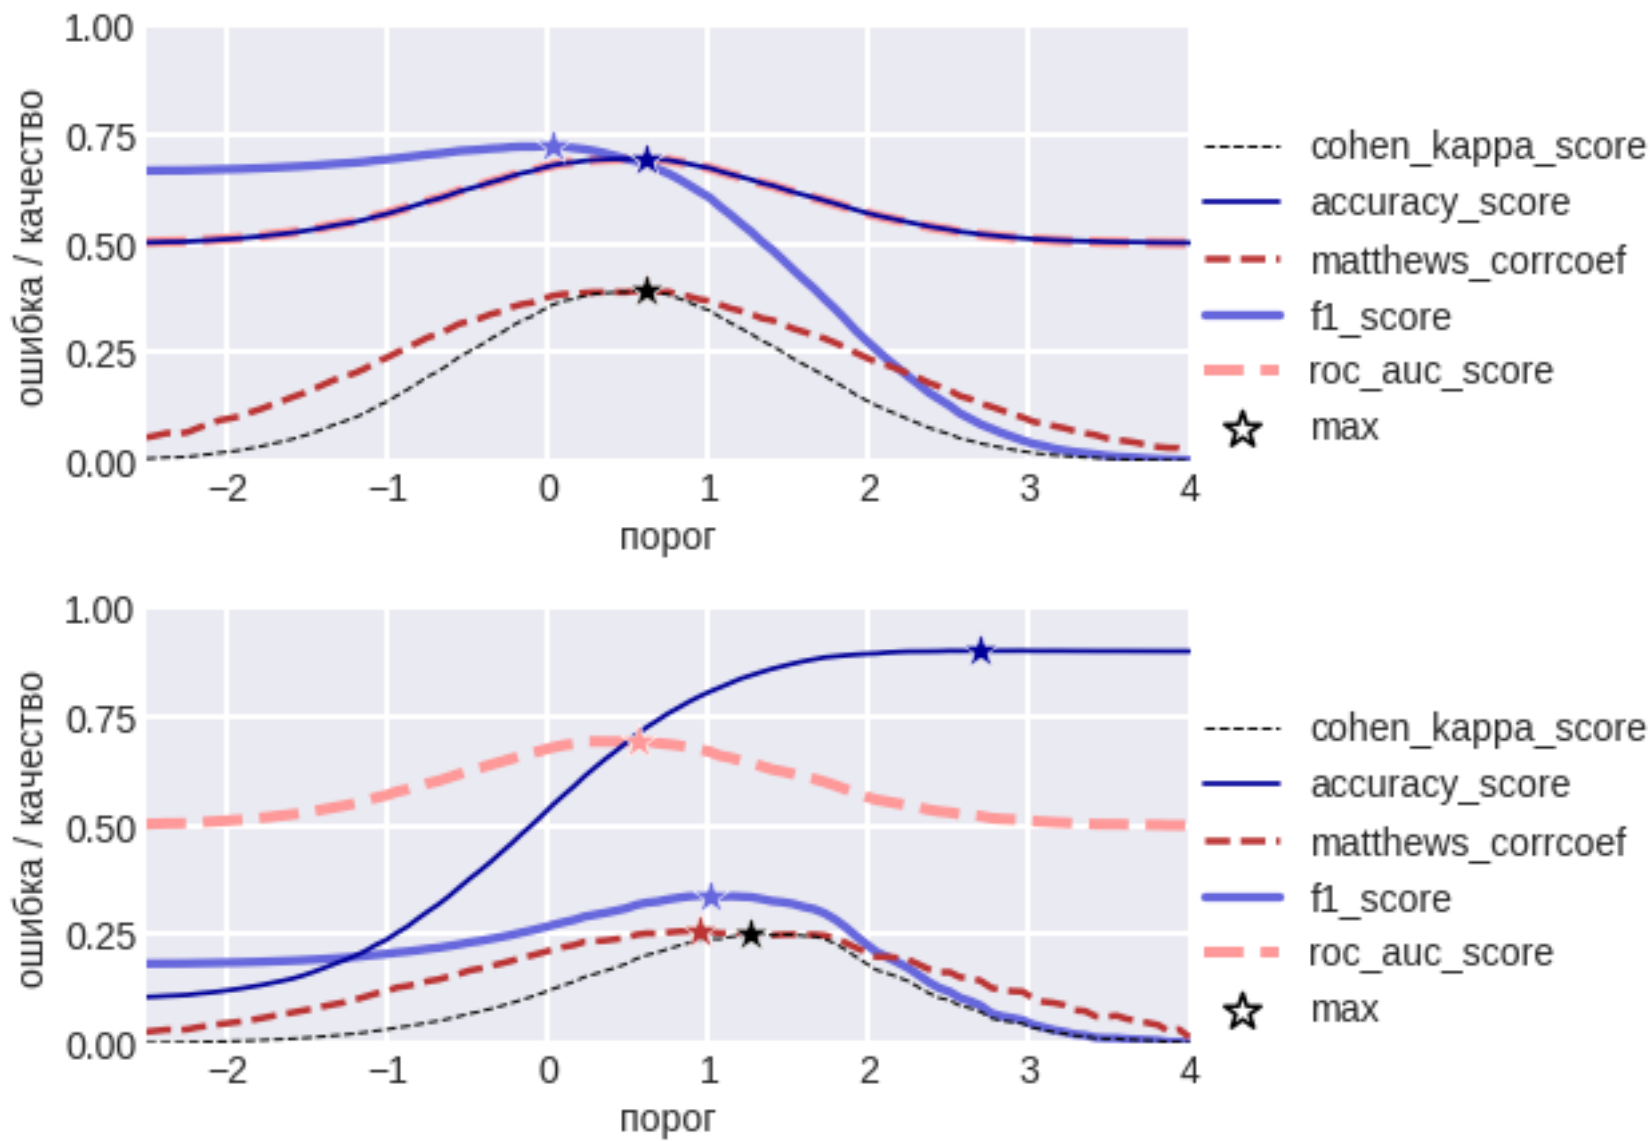 1.00
0.75
0.50
0.25
0.00
ошибка / качество
−2 −1 0 1 2 3 4
порог
cohen_kappa_score
accuracy_score
matthews_corrcoef
f1_score
roc_auc_score
max
1.00
0.75
0.50
0.25
0.00
ошибка / качество
−2 −1 0 1 2 3 4
порог
cohen_kappa_score
accuracy_score
matthews_corrcoef
f1_score
roc_auc_score
max